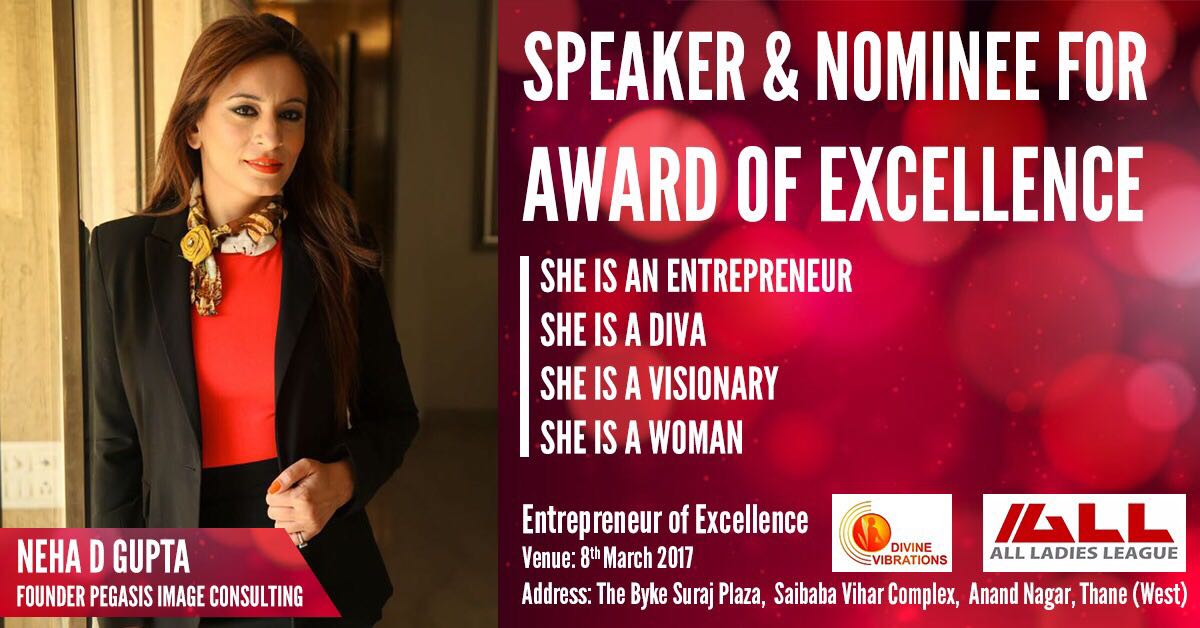 SPEAKER & NOMINEE FOR
AWARD OF EXCELLENCE
SHE IS AN ENTREPRENEUR
SHE IS A DIVA
SHE IS A VISIONARY
SHE IS A WOMAN
NEHA D GUPTA
FOUNDER PEGASIS IMAGE CONSULTING
Entrepreneur of Excellence
Venue: 8th March 2017
Address: The Byke Suraj Plaza, Saibaba Vihar Complex, Anand Nagar, Thane (West)
DIVINE
VIBRATIONS
ALL
ALL LADIES LEAGUE